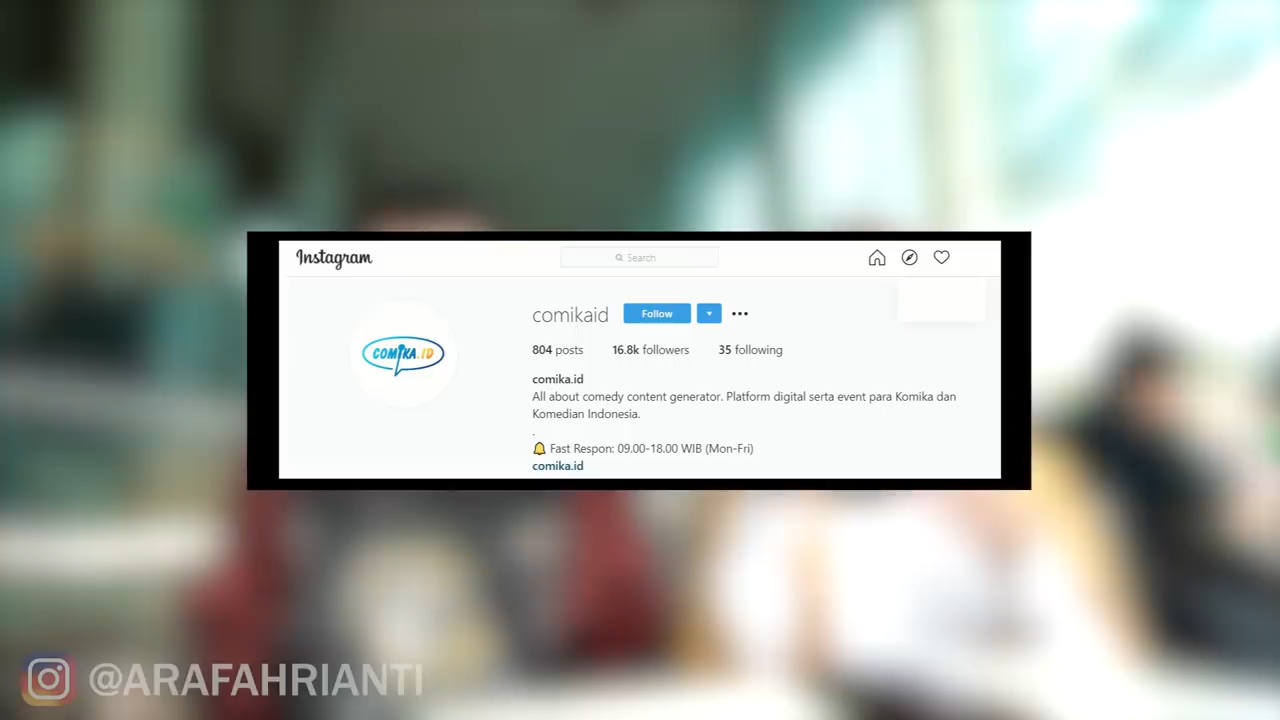 Instagram
Search
COMIKA.ID
comikaid Follow
804 posts 16.8k followers 35 following
comika.id
All about comedy content generator. Platform digital serta event para Komika dan
Komedian Indonesia.
.
Fast Respon: 09.00-18.00 WIB (Mon-Fri)
comika.id
@ARAFAHRIANTI